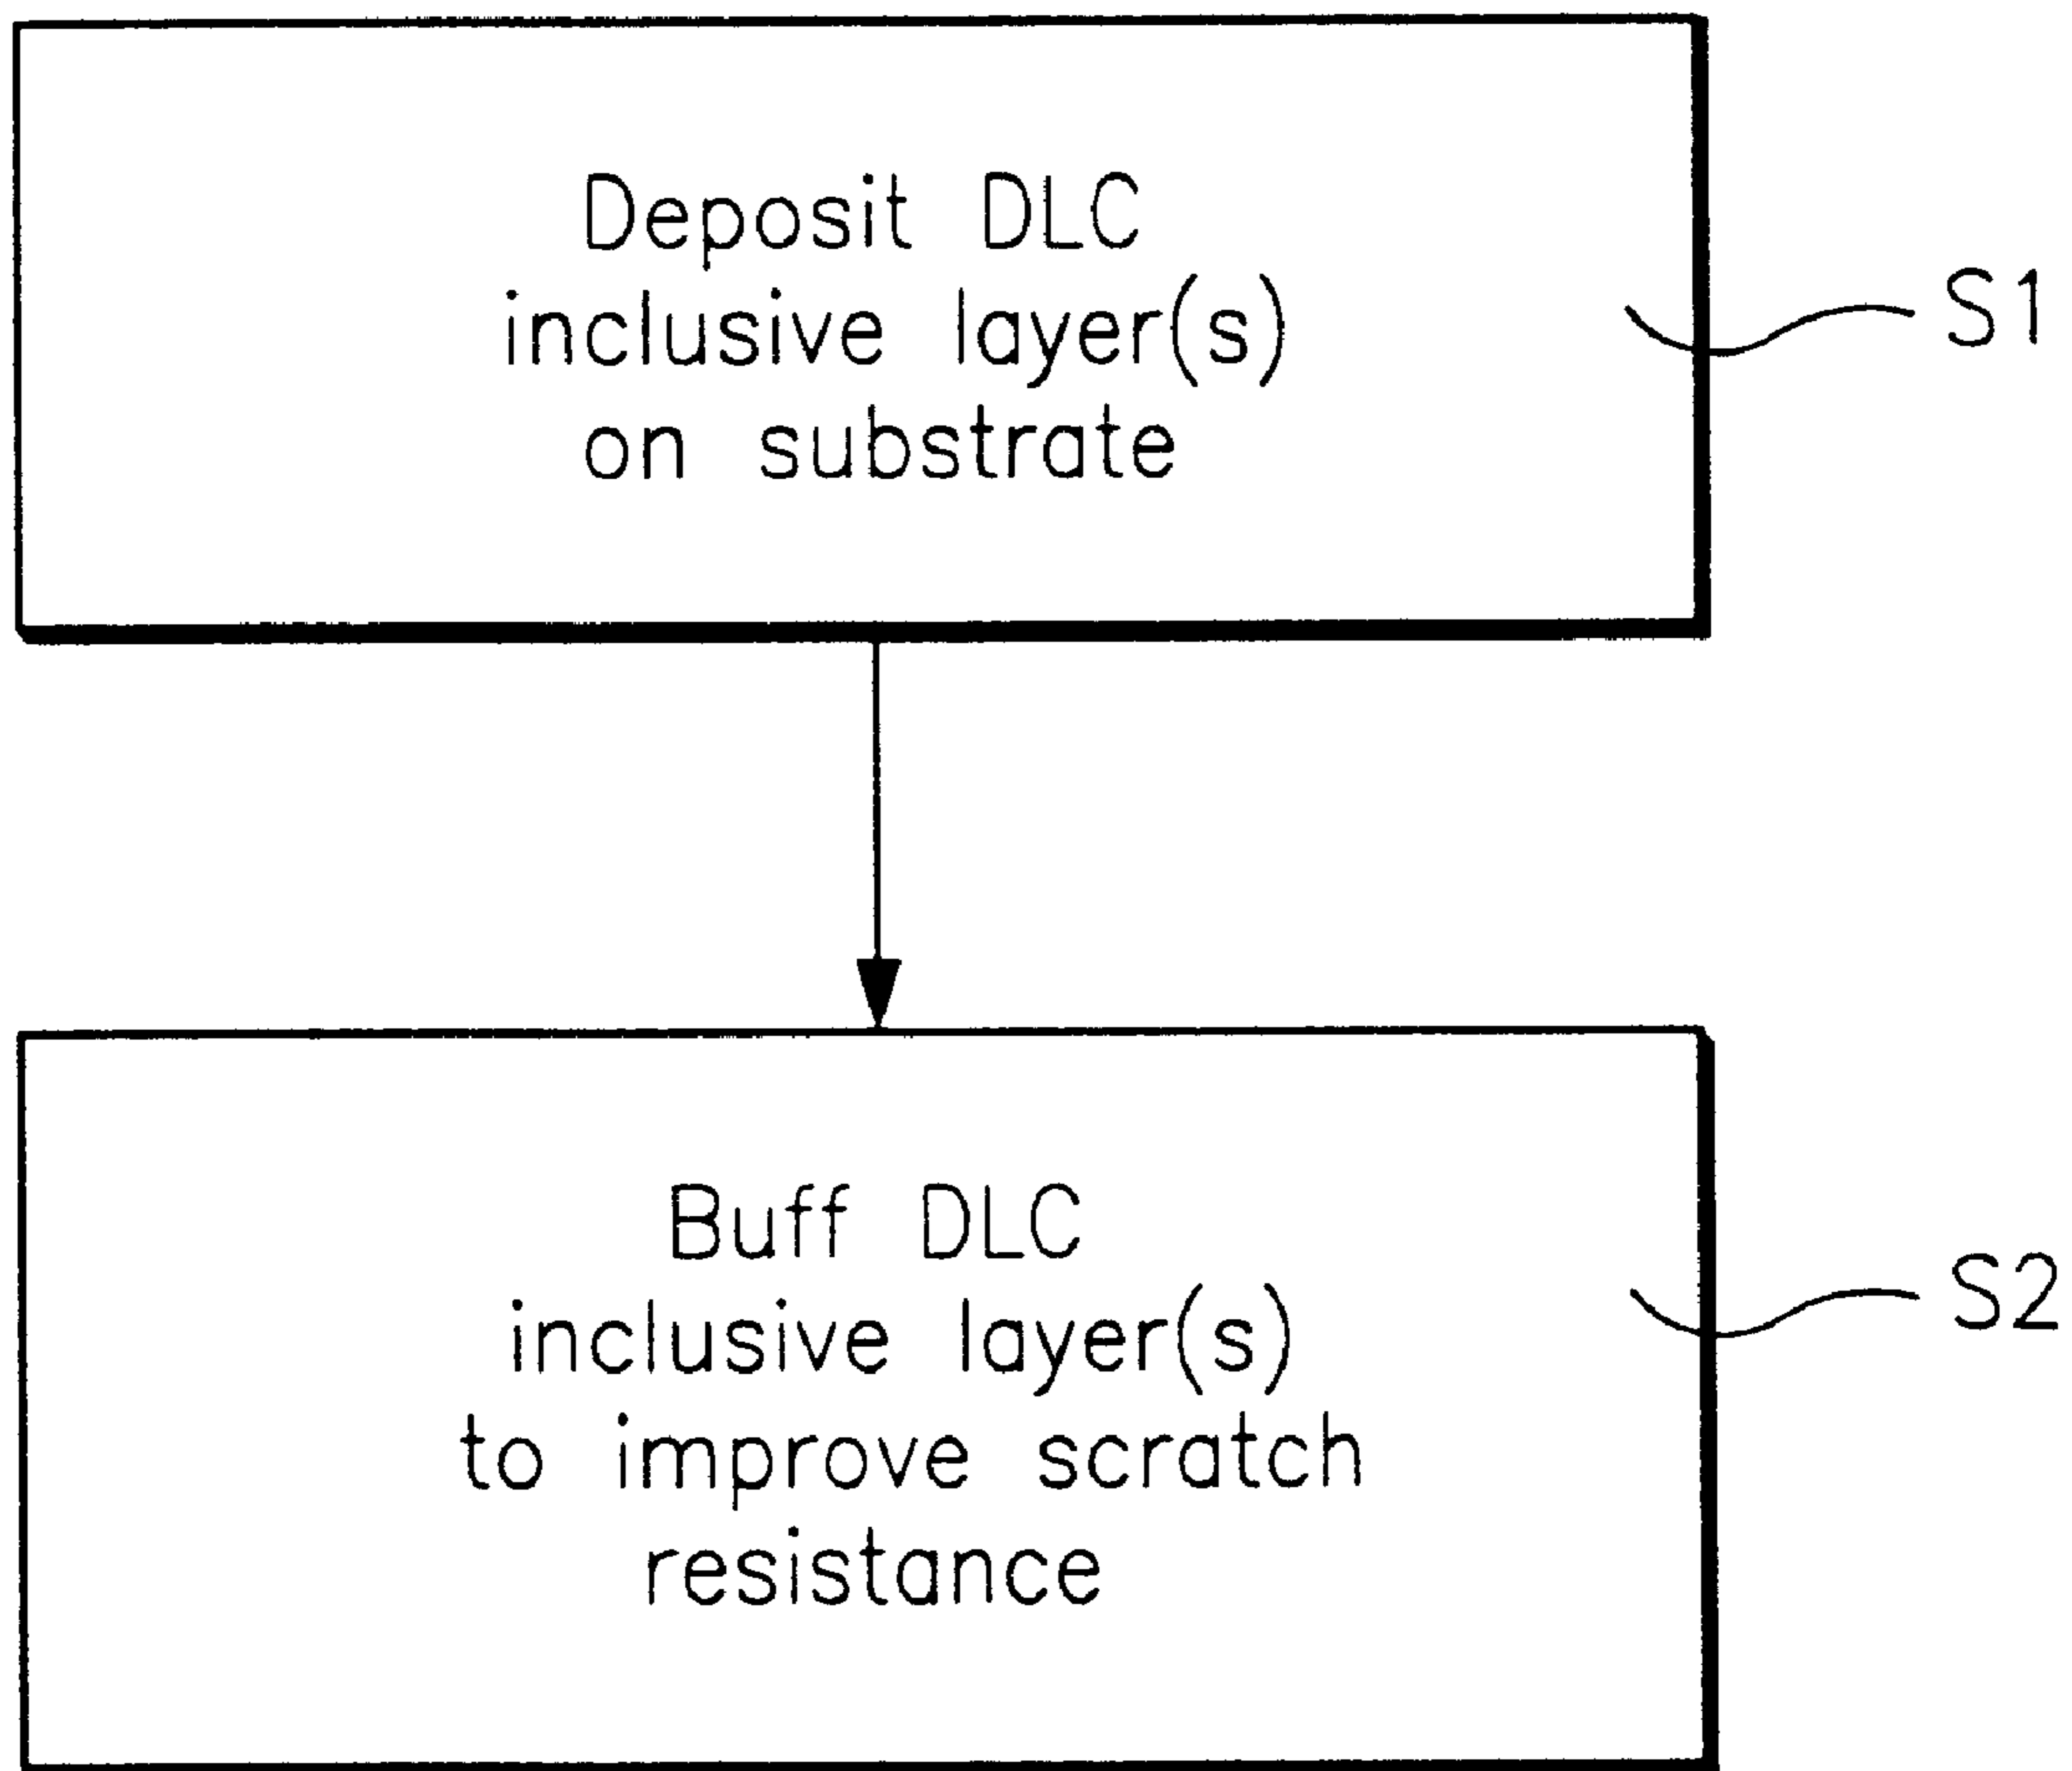 Deposit DLC
inclusive layer(s)
on substrate
S1
Buff DLC
inclusive layer(s)
to improve scratch
resistance
S2